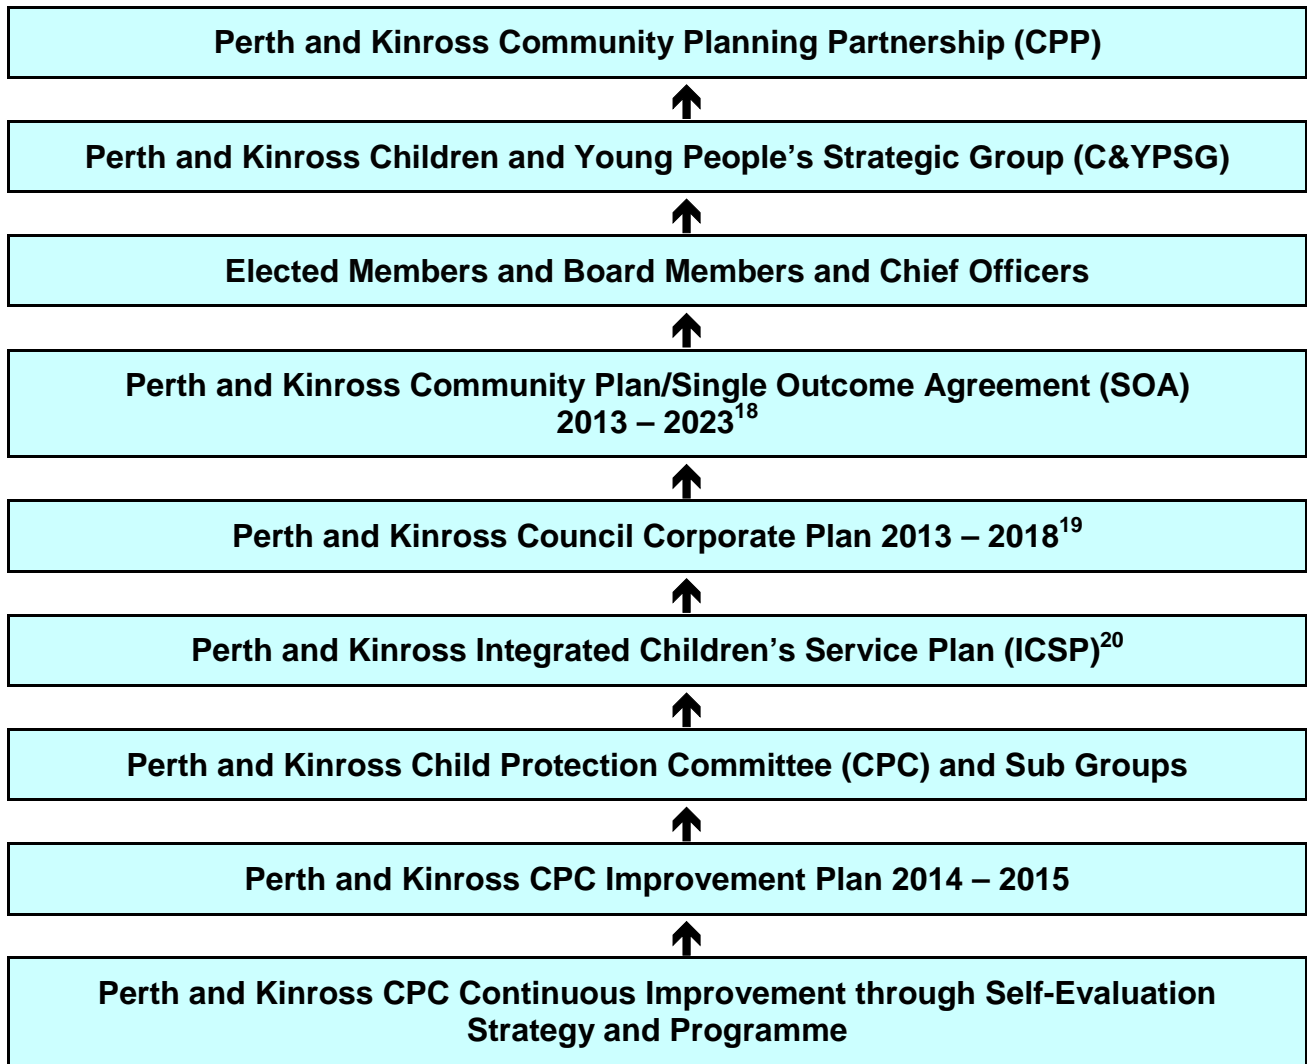 Perth and Kinross Community Planning Partnership (CPP)
Perth and Kinross Children and Young People’s Strategic Group (C&YPSG)
Elected Members and Board Members and Chief Officers
Perth and Kinross Community Plan/Single Outcome Agreement (SOA)
2013 – 2023¹⁸
Perth and Kinross Council Corporate Plan 2013 – 2018¹⁹
Perth and Kinross Integrated Children’s Service Plan (ICSP)²⁰
Perth and Kinross Child Protection Committee (CPC) and Sub Groups
Perth and Kinross CPC Improvement Plan 2014 – 2015
Perth and Kinross CPC Continuous Improvement through Self-Evaluation
Strategy and Programme